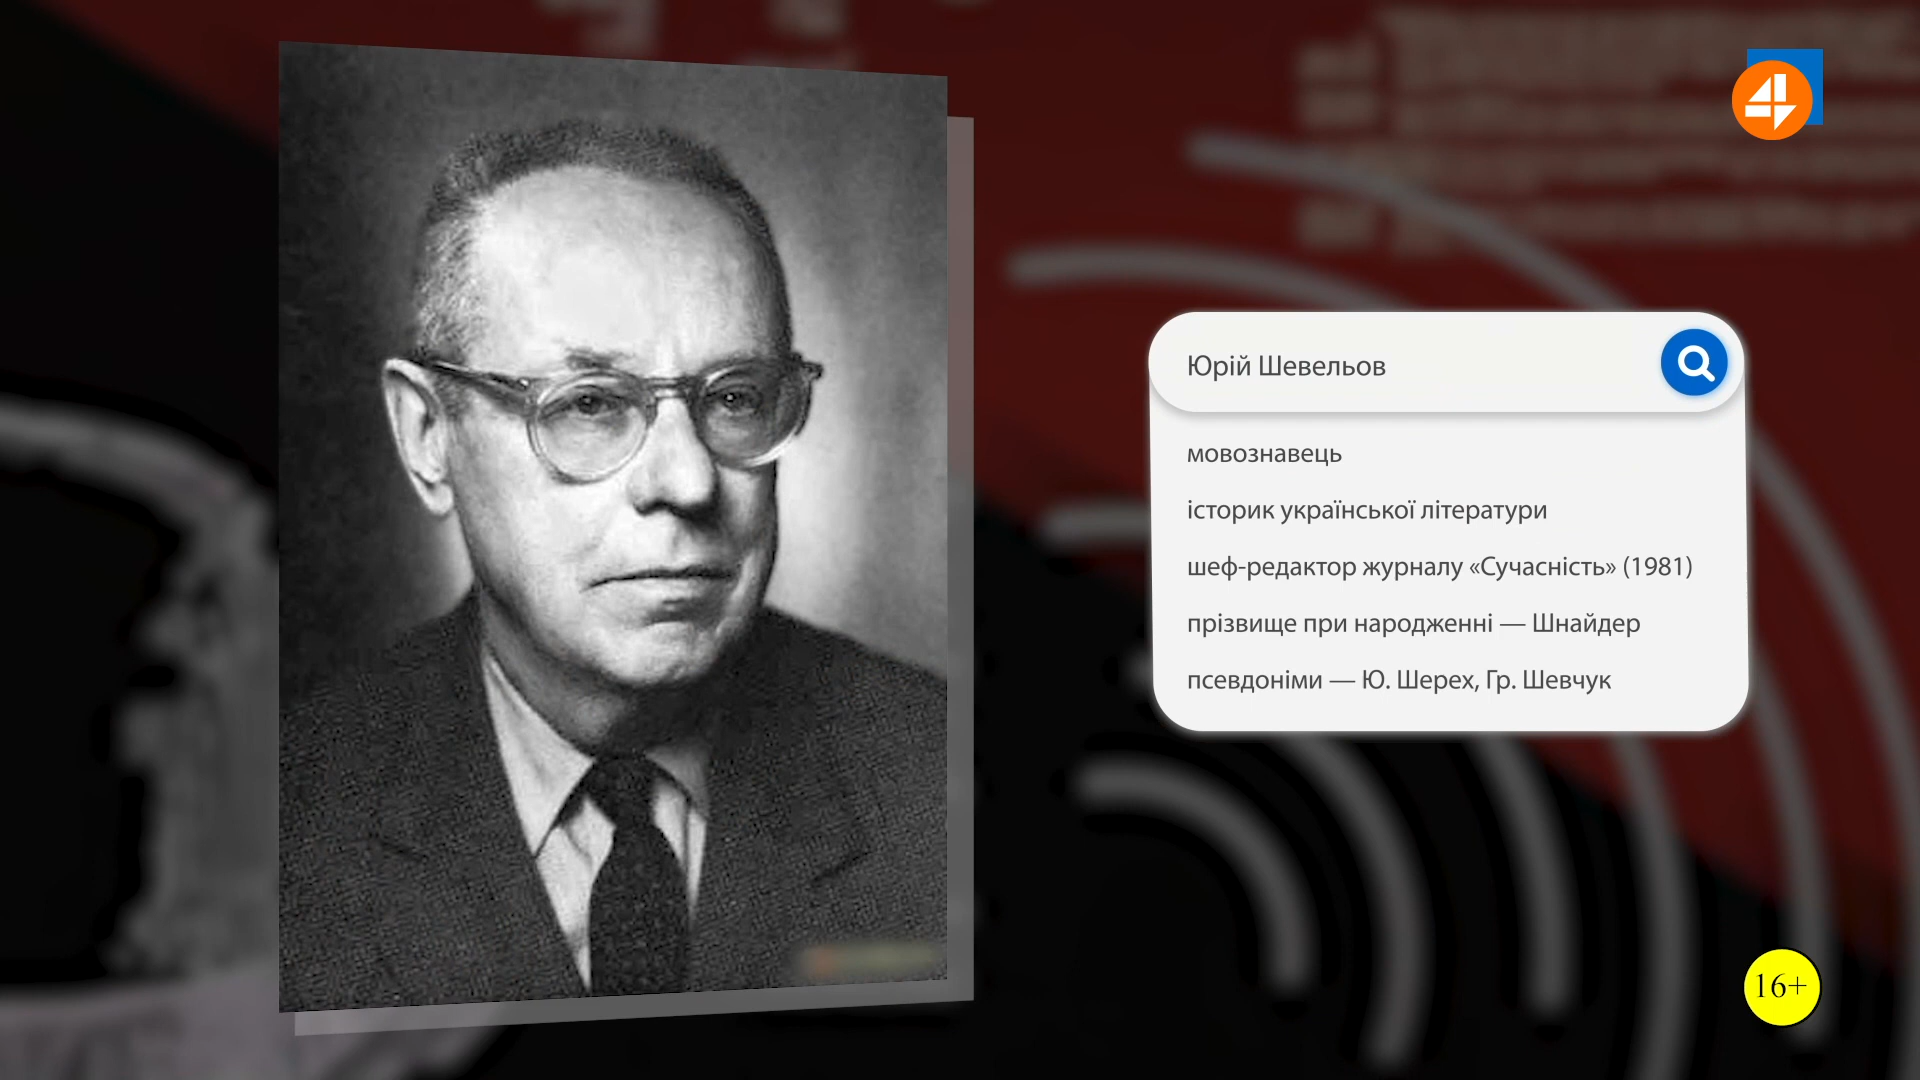 4
Юрій Шевельов
мовознавець
історик української літератури
шеф-редактор журналу «Сучасність» (1981)
прізвище при народженні — Шнайдер
псевдоніми — Ю. Шерех, Гр. Шевчук
16+